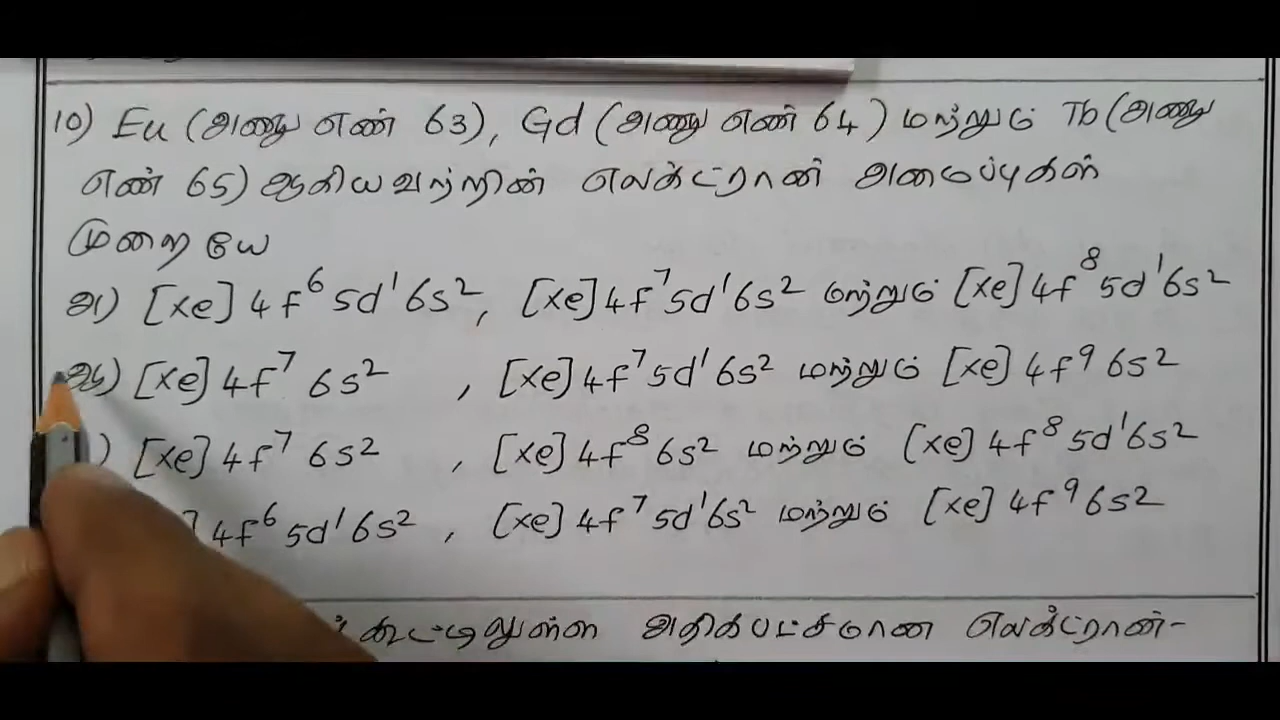 10) Eu (அணு எண் 63), Gd (அணு எண் 64) மற்றும் Tb (அணு
எண் 65) ஆகியவற்றின் எலக்ட்ரான் அமைப்புகள்
முறையே
அ) [Xe] 4f⁶ 5d¹ 6s², [Xe] 4f⁷ 5d¹ 6s² மற்றும் [Xe] 4f⁸ 5d¹ 6s²
ஆ) [Xe] 4f⁷ 6s² , [Xe] 4f⁷ 5d¹ 6s² மற்றும் [Xe] 4f⁹ 6s²
) [Xe] 4f⁷ 6s² , [Xe] 4f⁸ 6s² மற்றும் [Xe] 4f⁸ 5d¹ 6s²
] 4f⁶ 5d¹ 6s² , [Xe] 4f⁷ 5d¹ 6s² மற்றும் [Xe] 4f⁹ 6s²
கூட்டிலுள்ள அதிகபட்சமான எலக்ட்ரான்-